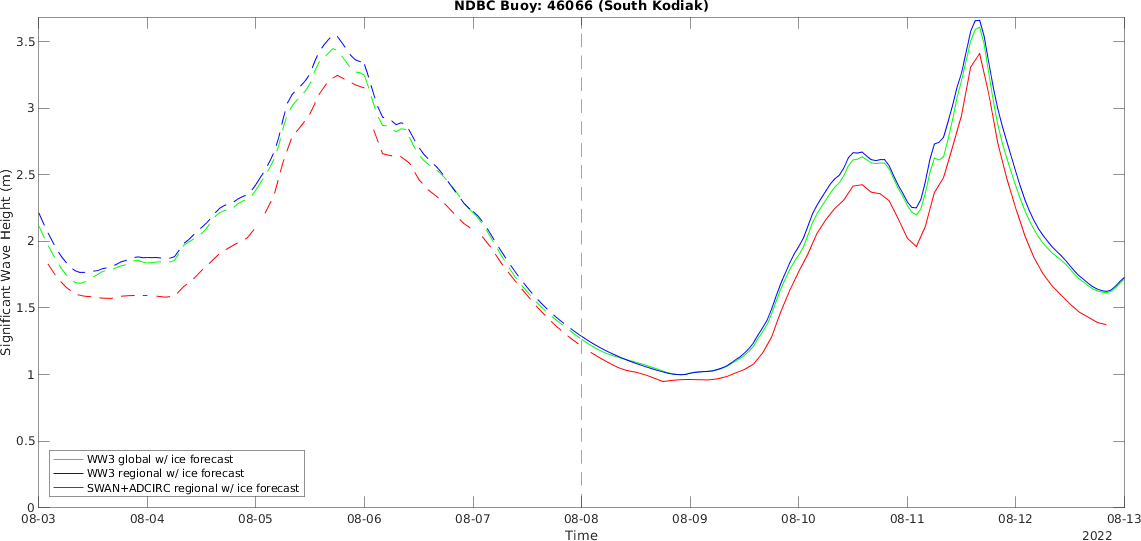 NDBC Buoy: 46066 (South Kodiak)
3.5
3
2.5
2
1.5
1
0.5
0
Significant Wave Height (m)
WW3 global w/ ice forecast
WW3 regional w/ ice forecast
SWAN+ADCIRC regional w/ ice forecast
08-03 08-04 08-05 08-06 08-07 08-08 08-09 08-10 08-11 08-12 08-13
Time
2022